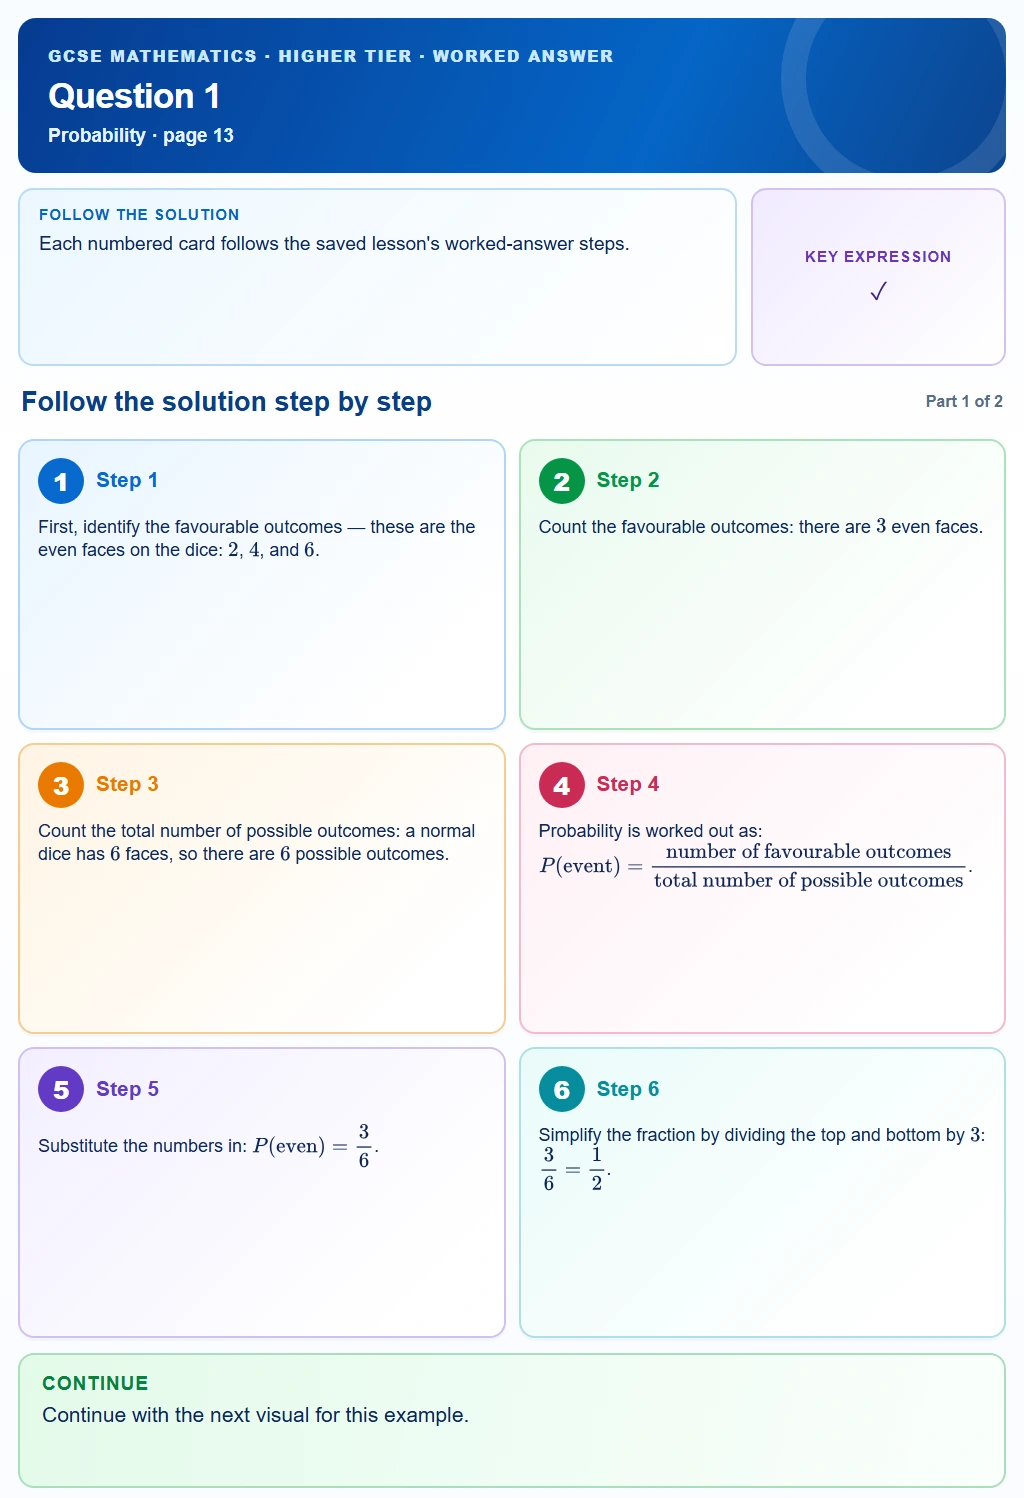 GCSE MATHEMATICS · HIGHER TIER · WORKED ANSWER
Question 1
Probability · page 13
FOLLOW THE SOLUTION
Each numbered card follows the saved lesson's worked-answer steps.
KEY EXPRESSION
✓
Follow the solution step by step
Part 1 of 2
1 Step 1
First, identify the favourable outcomes — these are the
even faces on the dice: 2, 4, and 6.
2 Step 2
Count the favourable outcomes: there are 3 even faces.
3 Step 3
Count the total number of possible outcomes: a normal
dice has 6 faces, so there are 6 possible outcomes.
4 Step 4
Probability is worked out as:
P(event) = number of favourable outcomes / total number of possible outcomes.
5 Step 5
Substitute the numbers in: P(even) = 3/6.
6 Step 6
Simplify the fraction by dividing the top and bottom by 3:
3/6 = 1/2.
CONTINUE
Continue with the next visual for this example.